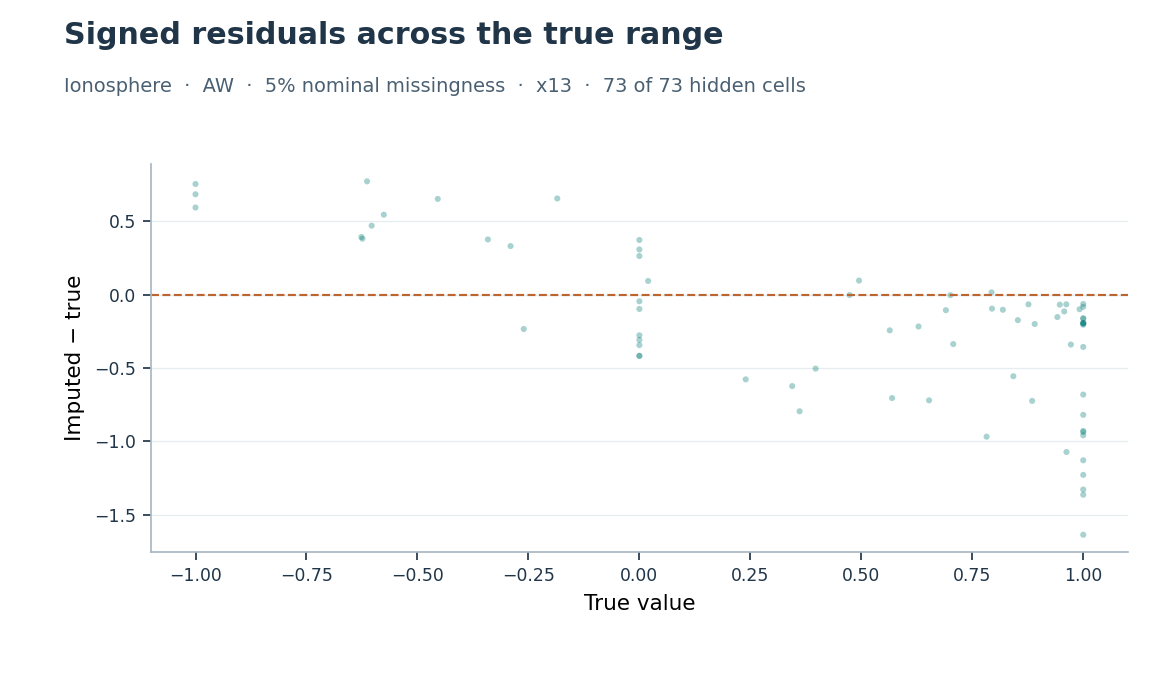 Signed residuals across the true range
Ionosphere · AW · 5% nominal missingness · x13 · 73 of 73 hidden cells
Imputed − true
0.5
0.0
−0.5
−1.0
−1.5
−1.00 −0.75 −0.50 −0.25 0.00 0.25 0.50 0.75 1.00
True value